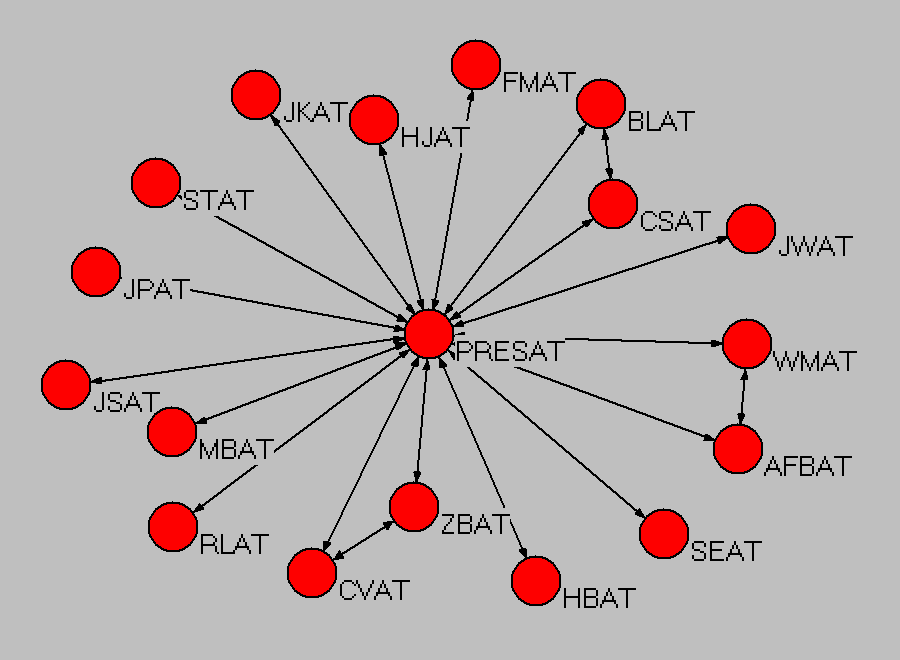 FMAT
JKAT
BLAT
HJAT
STAT
CSAT
JWAT
JPAT
PRESAT
WMAT
JSAT
MBAT
AFBAT
ZBAT
RLAT
SEAT
CVAT
HBAT